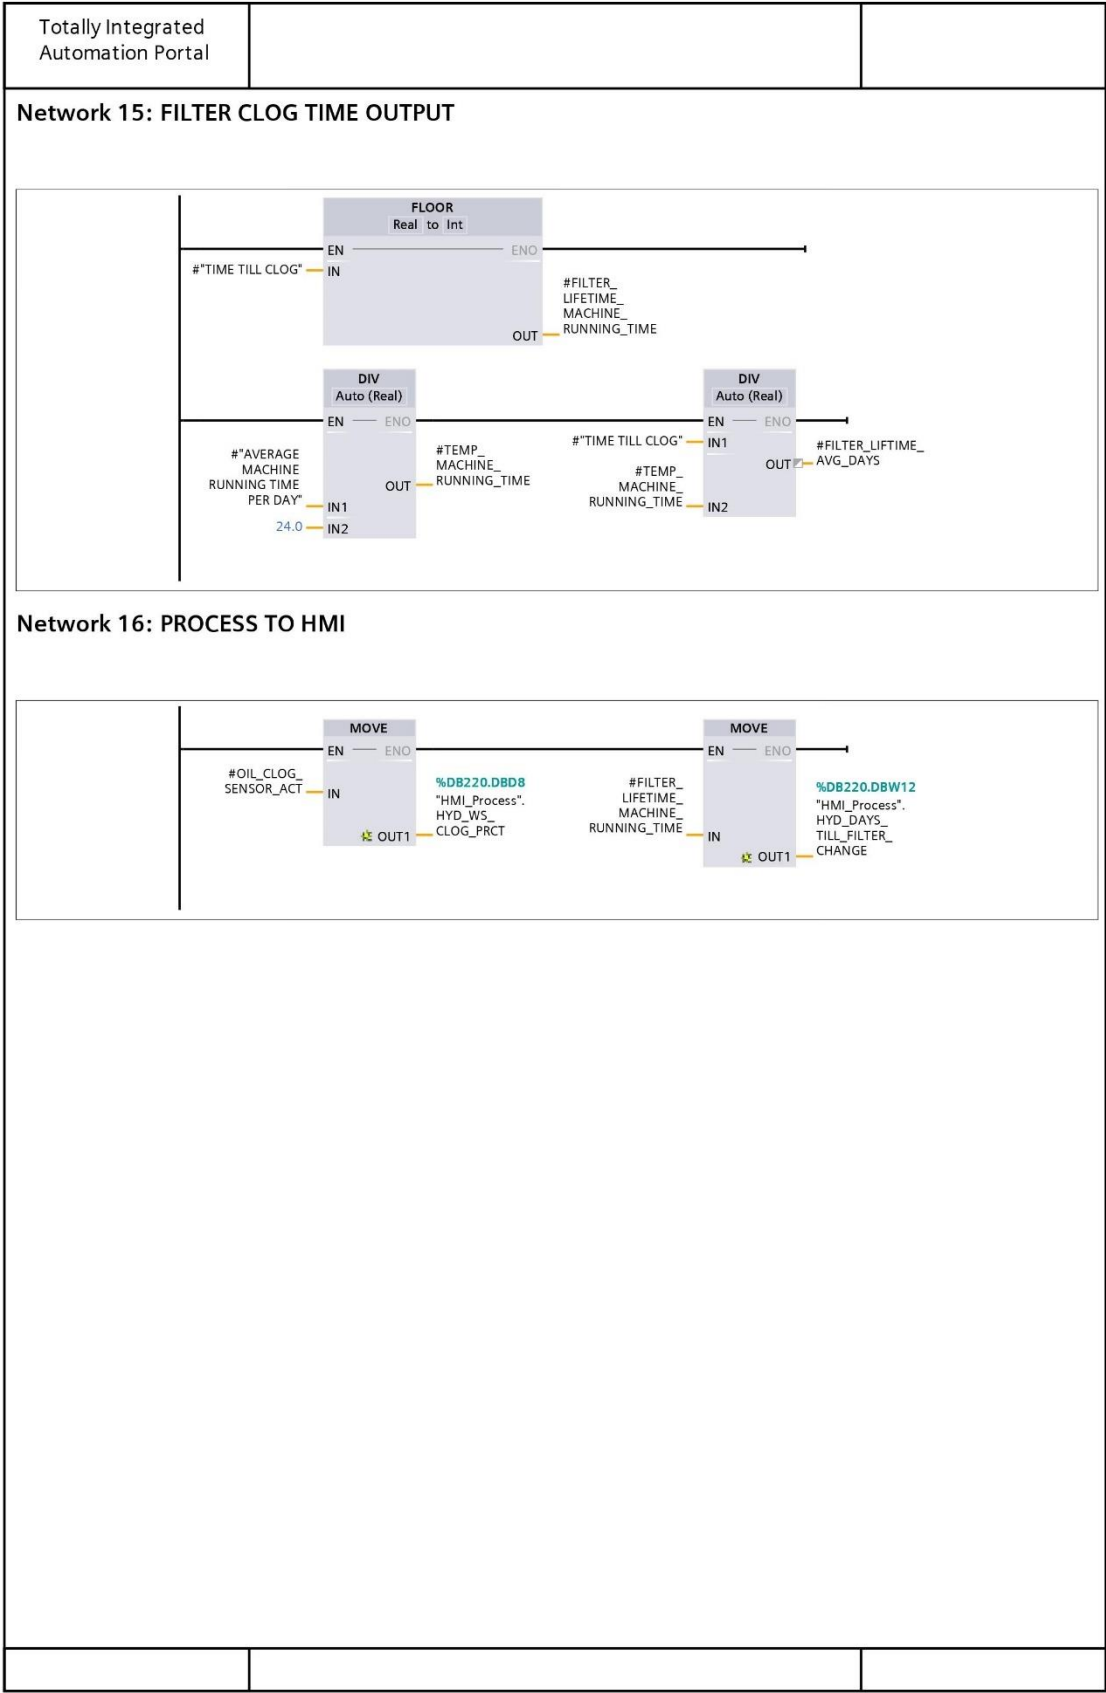 Totally Integrated
Automation Portal
Network 15: FILTER CLOG TIME OUTPUT
FLOOR
Real to Int
EN ENO
#"TIME TILL CLOG" IN
#FILTER_
LIFETIME_
MACHINE_
RUNNING_TIME
OUT
DIV
Auto (Real)
EN ENO
#"AVERAGE
MACHINE
RUNNING TIME
PER DAY"
IN1
24.0 IN2
OUT
#TEMP_
MACHINE_
RUNNING_TIME
DIV
Auto (Real)
EN ENO
#"TIME TILL CLOG" IN1
#TEMP_
MACHINE_
RUNNING_TIME
IN2
OUT
#FILTER_LIFTIME_
AVG_DAYS
Network 16: PROCESS TO HMI
MOVE
EN ENO
#OIL_CLOG_
SENSOR_ACT
IN
OUT1
%DB220.DBD8
"HMI_Process".
HYD_WS_
CLOG_PRCT
MOVE
EN ENO
#FILTER_
LIFETIME_
MACHINE_
RUNNING_TIME
IN
OUT1
%DB220.DBW12
"HMI_Process".
HYD_DAYS_
TILL_FILTER_
CHANGE